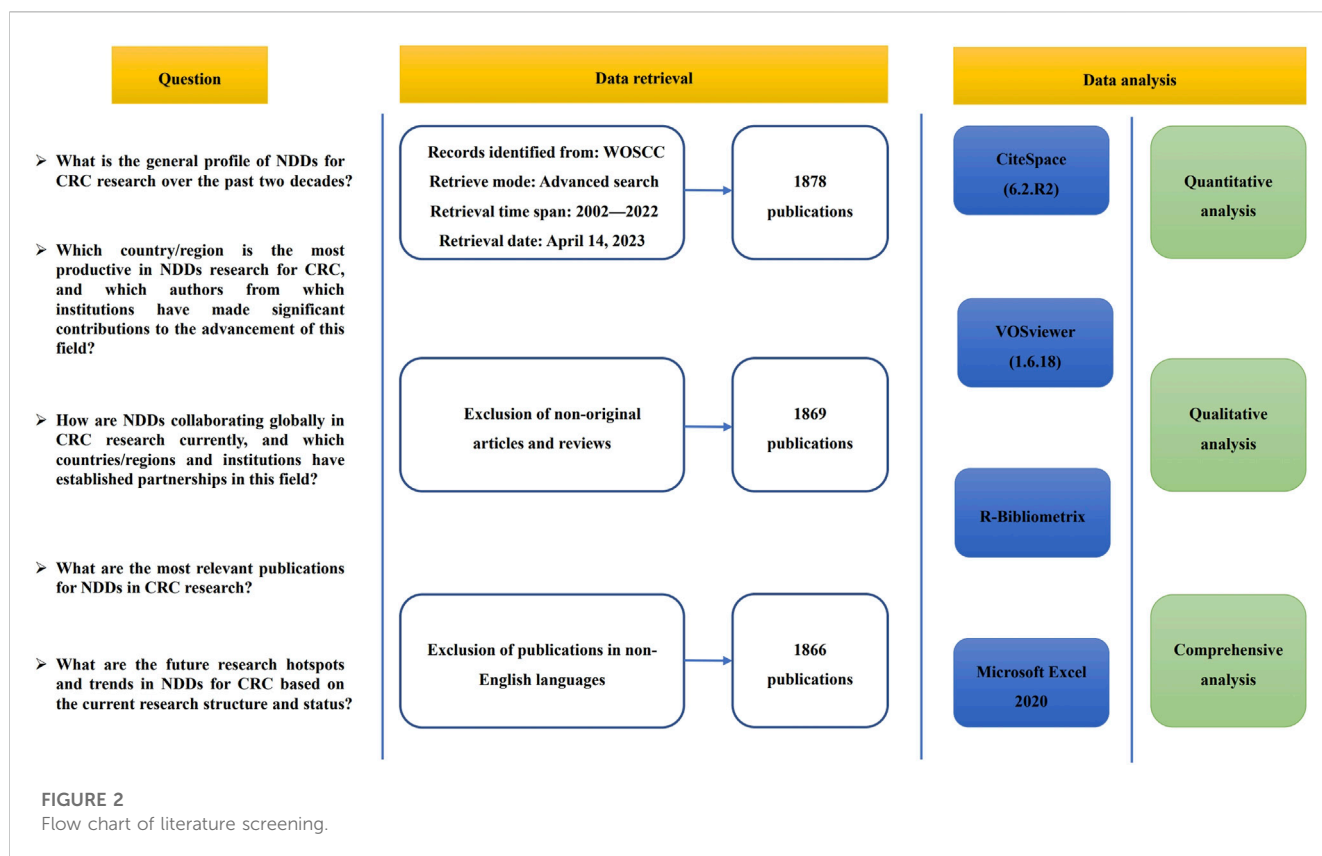 Question
➢ What is the general profile of NDDs for
CRC research over the past two decades?
➢ Which country/region is the most
productive in NDDs research for CRC,
and which authors from which
institutions have made significant
contributions to the advancement of this
field?
➢ How are NDDs collaborating globally in
CRC research currently, and which
countries/regions and institutions have
established partnerships in this field?
➢ What are the most relevant publications
for NDDs in CRC research?
➢ What are the future research hotspots
and trends in NDDs for CRC based on
the current research structure and status?
Data retrieval
Records identified from: WOSCC
Retrieve mode: Advanced search
Retrieval time span: 2002—2022
Retrieval date: April 14, 2023
1878
publications
Exclusion of non-original
articles and reviews
1869
publications
Exclusion of publications in non-
English languages
1866
publications
Data analysis
CiteSpace
(6.2.R2)
VOSviewer
(1.6.18)
R-Bibliometrix
Microsoft Excel
2020
Quantitative
analysis
Qualitative
analysis
Comprehensive
analysis
FIGURE 2
Flow chart of literature screening.